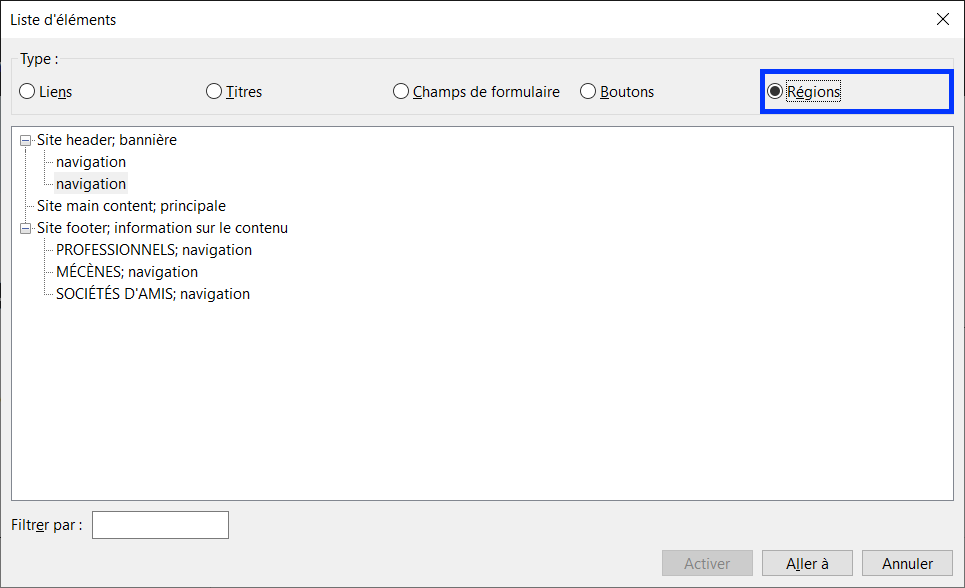 Liste d'éléments
Type :
Liens Titres Champs de formulaire Boutons Régions
Site header; bannière
navigation
navigation
Site main content; principale
Site footer; information sur le contenu
PROFESSIONNELS; navigation
MÉCÈNES; navigation
SOCIÉTÉS D'AMIS; navigation
Filtrer par :
Activer Aller à Annuler